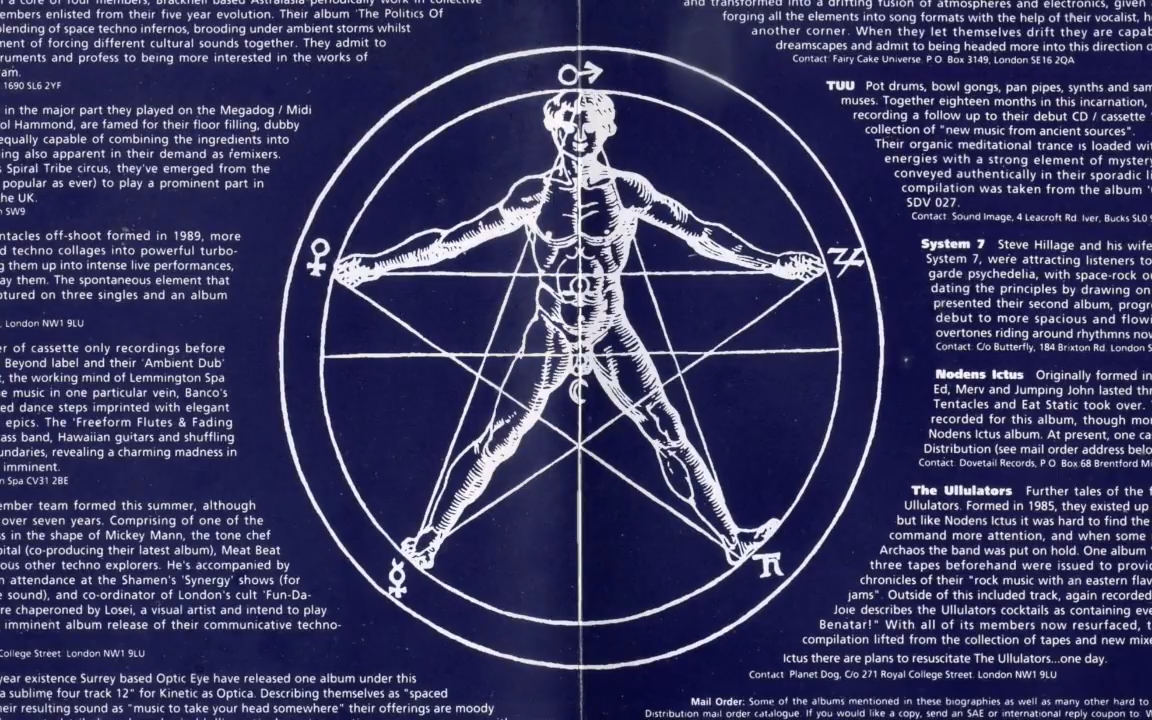 a core of four members, Bracknell based Astralasia periodically work in collective
members enlisted from their five year evolution. Their album 'The Politics Of
blending of space techno infernos, brooding under ambient storms whilst
ment of forcing different cultural sounds together. They admit to
ruments and profess to being more interested in the works of
am.
1690 SL6 2YF
in the major part they played on the Megadog / Midi
ol Hammond, are famed for their floor filling, dubby
equally capable of combining the ingredients into
ing also apparent in their demand as remixers.
s Spiral Tribe circus, they've emerged from the
popular as ever) to play a prominent part in
he UK.
n SW9
ntacles off-shoot formed in 1989, more
d techno collages into powerful turbo-
g them up into intense live performances,
ay them. The spontaneous element that
ptured on three singles and an album
, London NW1 9LU
er of cassette only recordings before
Beyond label and their 'Ambient Dub'
t, the working mind of Lemmington Spa
e music in one particular vein, Banco's
ed dance steps imprinted with elegant
epics. The 'Freeform Flutes & Fading
ass band, Hawaiian guitars and shuffling
undaries, revealing a charming madness in
imminent.
n Spa CV31 2BE
ember team formed this summer, although
over seven years. Comprising of one of the
s in the shape of Mickey Mann, the tone chef
pital (co-producing their latest album), Meat Beat
ous other techno explorers. He's accompanied by
n attendance at the Shamen's 'Synergy' shows (for
e sound), and co-ordinator of London's cult 'Fun-Da-
re chaperoned by Losei, a visual artist and intend to play
imminent album release of their communicative techno-
College Street London NW1 9LU
year existence Surrey based Optic Eye have released one album under this
a sublime four track 12" for Kinetic as Optica. Describing themselves as "spaced
heir resulting sound as "music to take your head somewhere" their offerings are moody
and transformed into a drifting fusion of atmospheres and electronics, given
forging all the elements into song formats with the help of their vocalist, he
another corner. When they let themselves drift they are capab
dreamscapes and admit to being headed more into this direction o
Contact: Fairy Cake Universe. P.O. Box 3149, London SE16 2QA
TUU Pot drums, bowl gongs, pan pipes, synths and sam
muses. Together eighteen months in this incarnation,
recording a follow up to their debut CD / cassette '
collection of "new music from ancient sources".
Their organic meditational trance is loaded wit
energies with a strong element of mystery
conveyed authentically in their sporadic li
compilation was taken from the album '
SDV 027.
Contact: Sound Image, 4 Leacroft Rd. Iver, Bucks SL0 9
System 7 Steve Hillage and his wife
System 7, were attracting listeners to
garde psychedelia, with space-rock or
dating the principles by drawing on
presented their second album, progre
debut to more spacious and flowi
overtones riding around rhythmns now
Contact: C/o Butterfly, 184 Brixton Rd. London S
Nodens Ictus Originally formed in
Ed, Merv and Jumping John lasted thr
Tentacles and Eat Static took over.
recorded for this album, though mor
Nodens Ictus album. At present, one ca
Distribution (see mail order address belo
Contact: Dovetail Records, P.O. Box 68 Brentford Mi
The Ullulators Further tales of the f
Ullulators. Formed in 1985, they existed up
but like Nodens Ictus it was hard to find the
command more attention, and when some
Archaos the band was put on hold. One album '
three tapes beforehand were issued to provid
chronicles of their "rock music with an eastern flav
jams". Outside of this included track, again recorded
Joie describes the Ullulators cocktails as containing eve
Benatar!" With all of its members now resurfaced, t
compilation lifted from the collection of tapes and new mixe
Ictus there are plans to resuscitate The Ullulators...one day.
Contact: Planet Dog, C/o 271 Royal College Street. London NW1 9LU
Mail Order: Some of the albums mentioned in these biographies as well as many other hard to
Distribution mail order catalogue. If you would like a copy, send an SAE or international reply coupon to: W